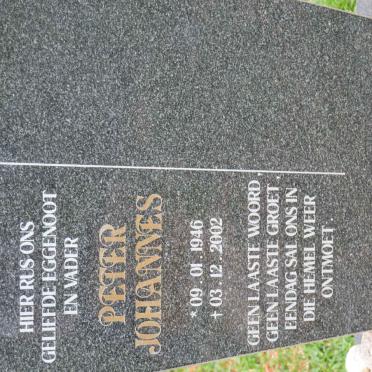 HIER RUS ONS
GELIEFDE EGGENOOT
EN VADER
PETER
JOHANNES
* 09 . 01 . 1946
+ 03 . 12 . 2002
GEEN LAASTE WOORD ,
GEEN LAASTE GROET .
EENDAG SAL ONS IN
DIE HEMEL WEER
ONTMOET .